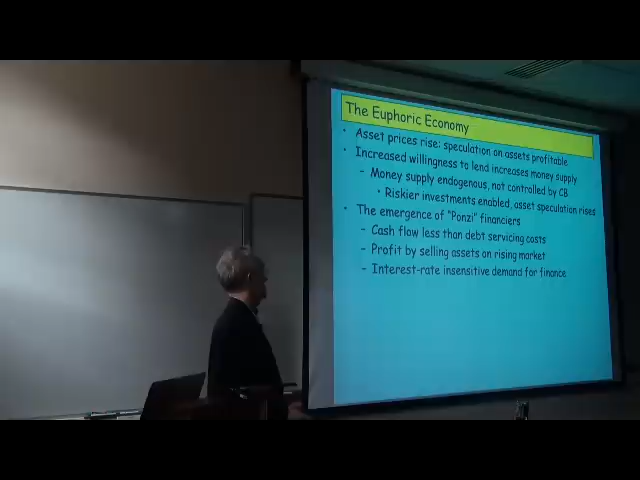 The Euphoric Economy
• Asset prices rise: speculation on assets profitable
• Increased willingness to lend increases money supply
– Money supply endogenous, not controlled by CB
• Riskier investments enabled, asset speculation rises
• The emergence of "Ponzi" financiers
– Cash flow less than debt servicing costs
– Profit by selling assets on rising market
– Interest-rate insensitive demand for finance